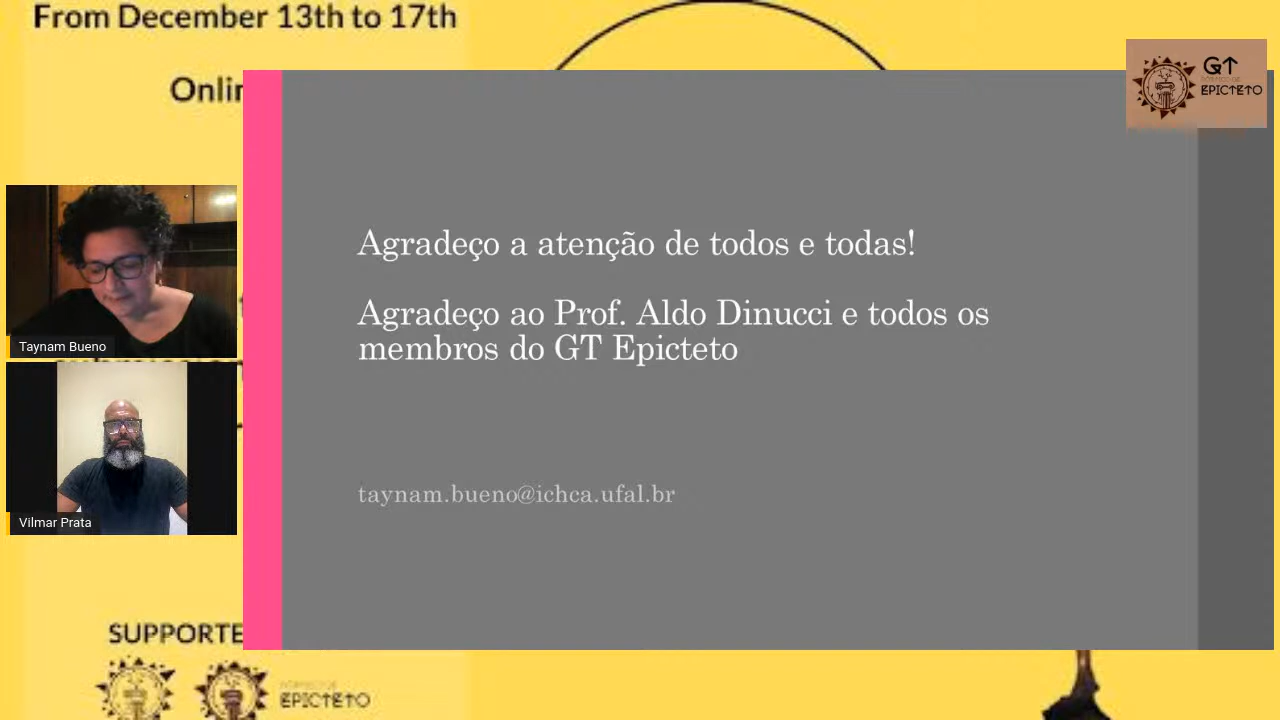 From December 13th to 17th
Onlin
GT
EPICTETO
Agradeço a atenção de todos e todas!
Agradeço ao Prof. Aldo Dinucci e todos os
membros do GT Epicteto
taynam.bueno@ichca.ufal.br
Taynam Bueno
Vilmar Prata
SUPPORTE
EPICTETO